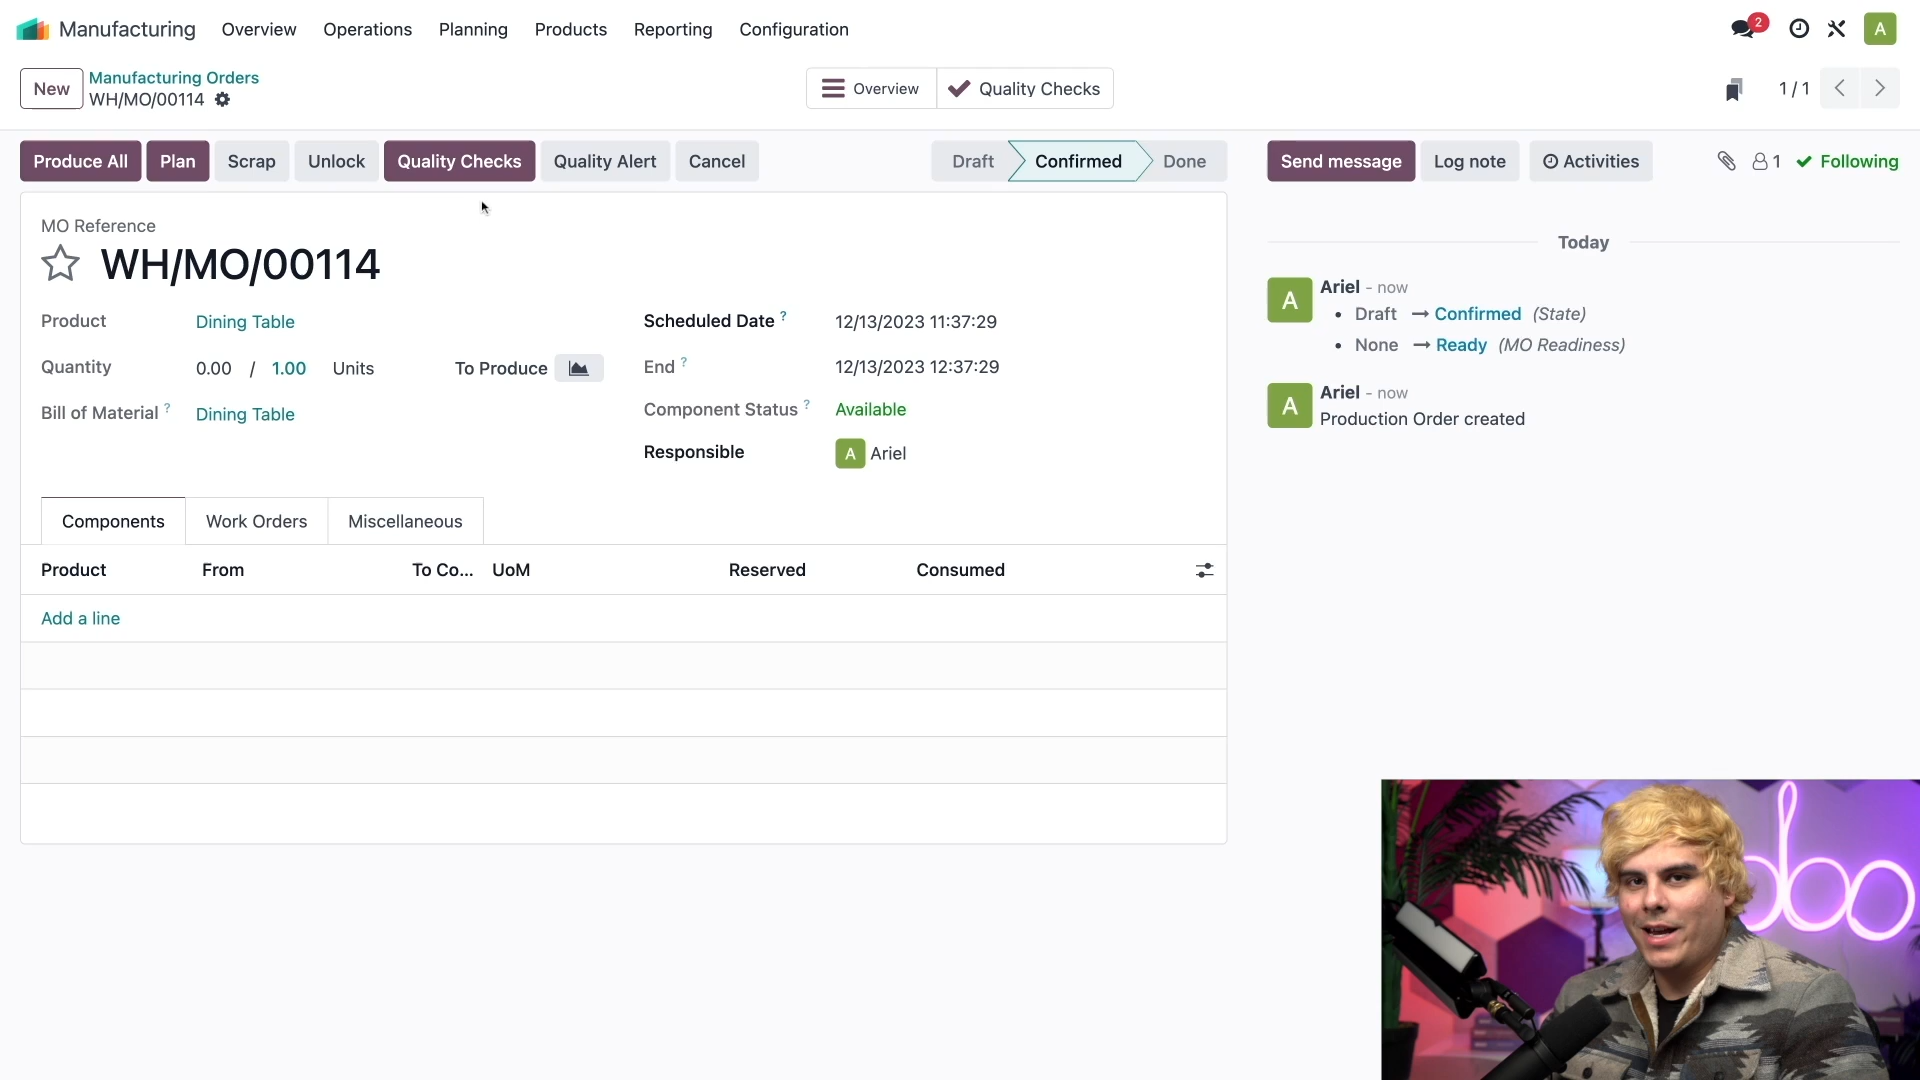 Manufacturing Overview Operations Planning Products Reporting Configuration 2 A
New Manufacturing Orders
WH/MO/00114
Overview Quality Checks 1 / 1
Produce All Plan Scrap Unlock Quality Checks Quality Alert Cancel Draft Confirmed Done Send message Log note Activities 1 Following
MO Reference
WH/MO/00114
Product Dining Table
Quantity 0.00 / 1.00 Units To Produce
Bill of Material ? Dining Table
Scheduled Date ? 12/13/2023 11:37:29
End ? 12/13/2023 12:37:29
Component Status ? Available
Responsible A Ariel
Components Work Orders Miscellaneous
Product From To Co... UoM Reserved Consumed
Add a line
Today
A Ariel - now
• Draft → Confirmed (State)
• None → Ready (MO Readiness)
A Ariel - now
Production Order created